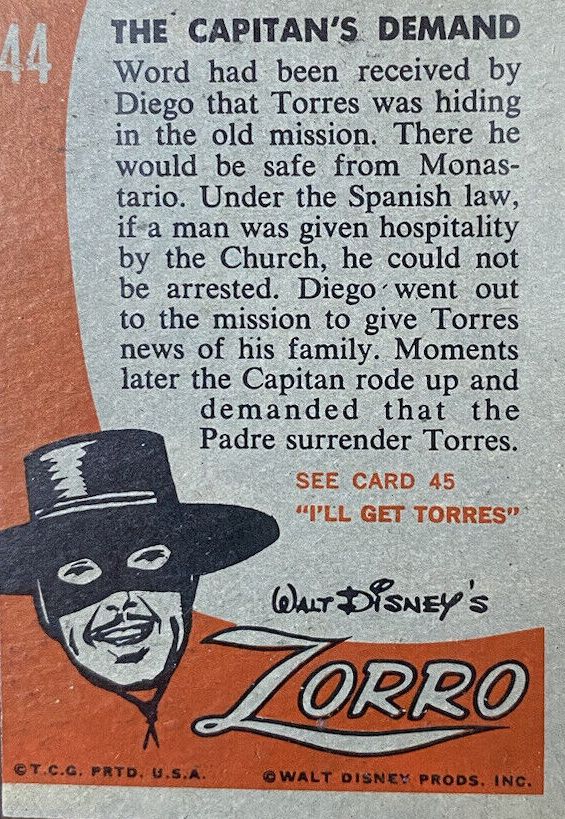 44
THE CAPITAN'S DEMAND
Word had been received by
Diego that Torres was hiding
in the old mission. There he
would be safe from Monas-
tario. Under the Spanish law,
if a man was given hospitality
by the Church, he could not
be arrested. Diego went out
to the mission to give Torres
news of his family. Moments
later the Capitan rode up and
demanded that the
Padre surrender Torres.
SEE CARD 45
"I'LL GET TORRES"
WALT DISNEY'S
ZORRO
©T.C.G. PRTD. U.S.A.
©WALT DISNEY PRODS. INC.